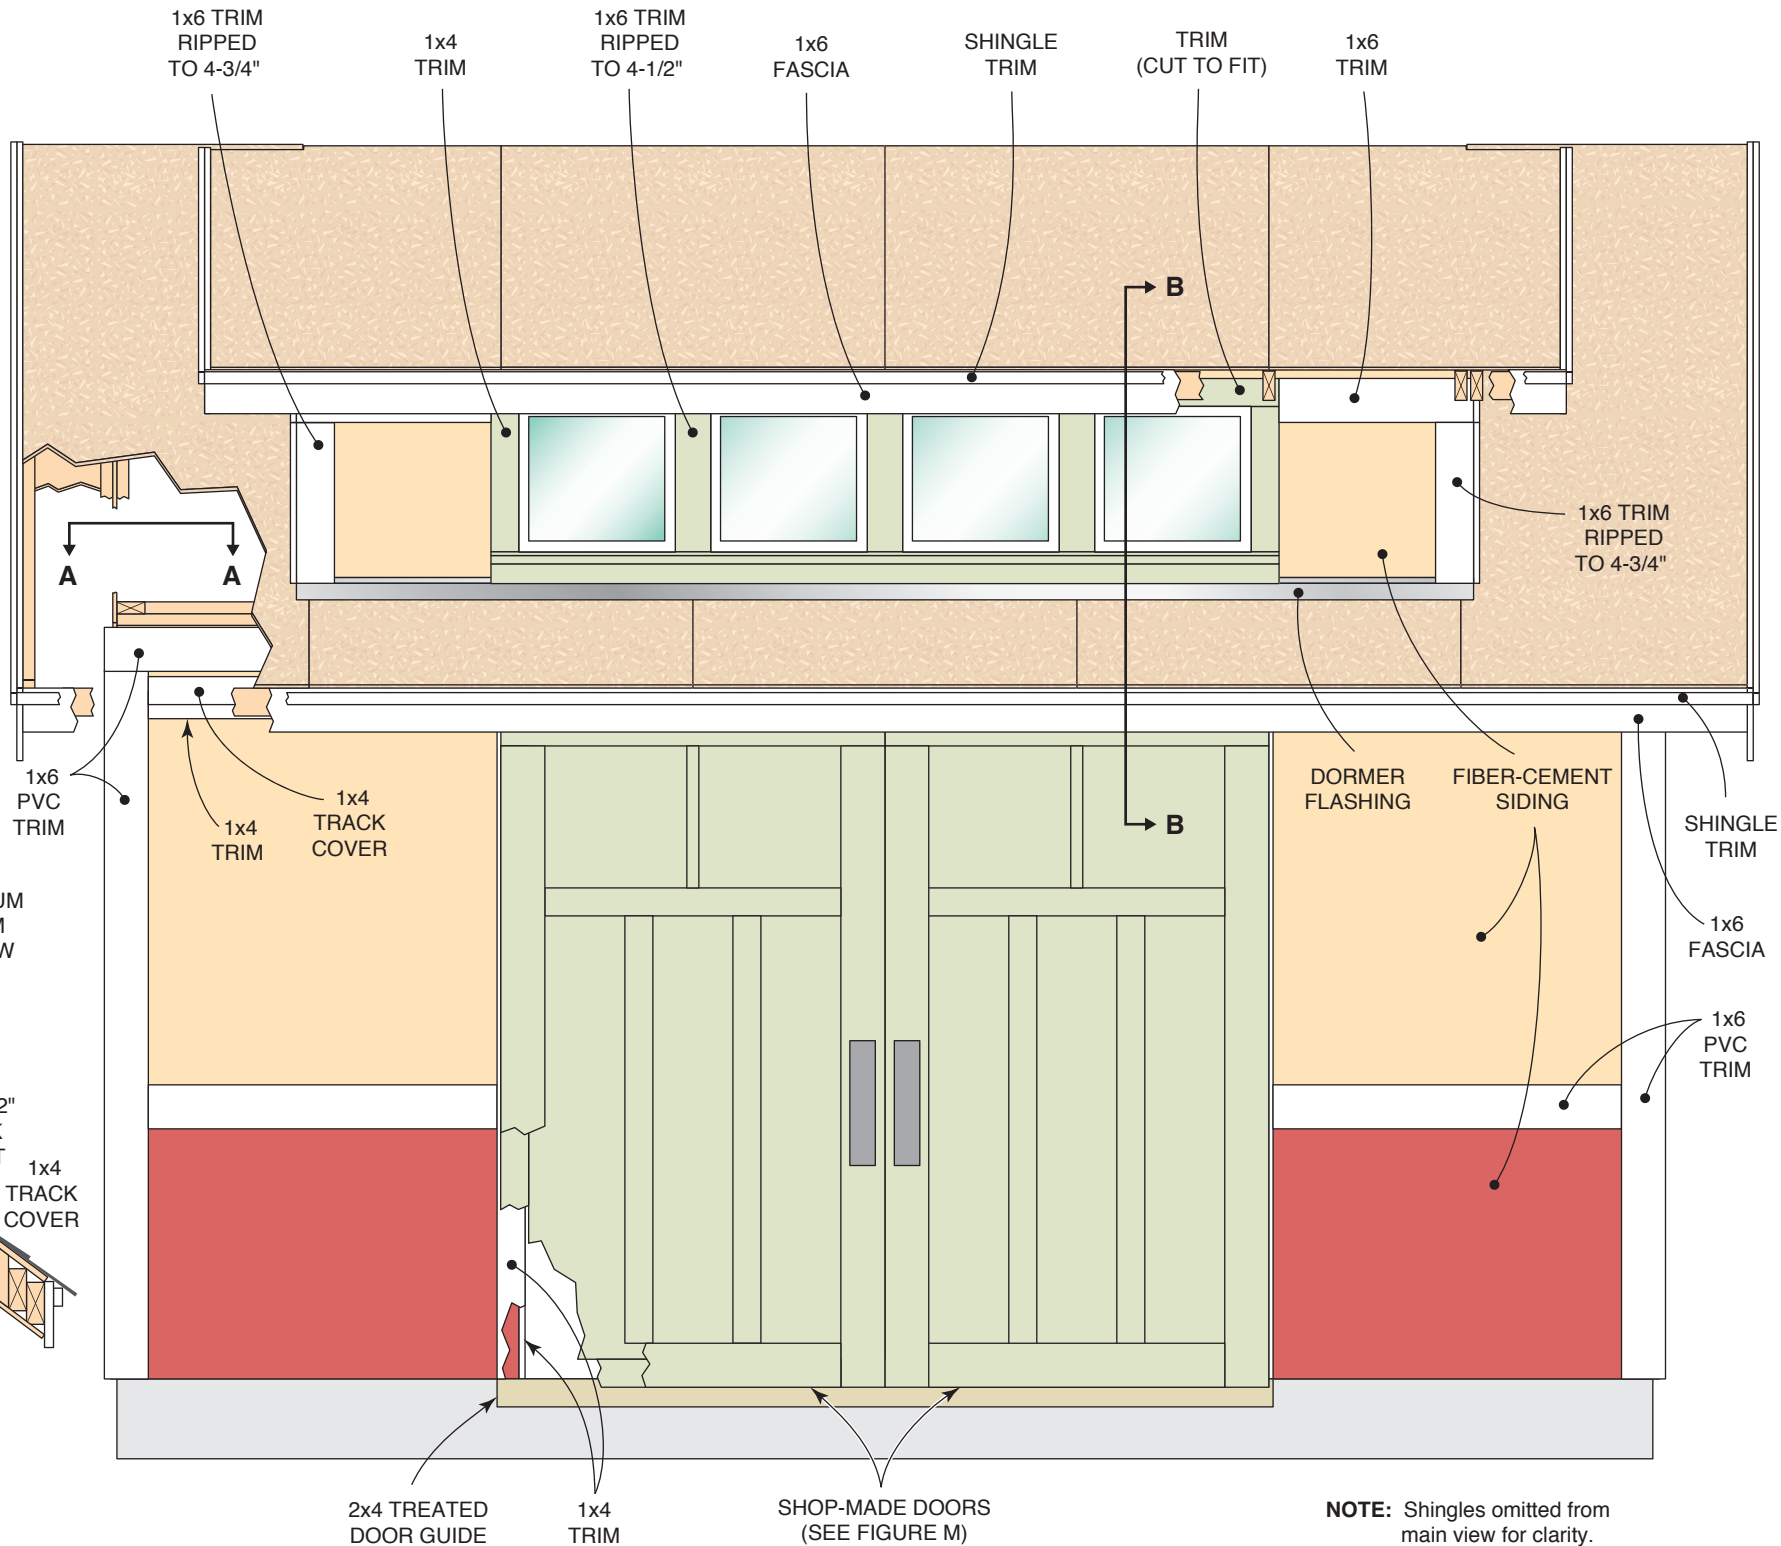 1x6 TRIM
RIPPED
TO 4-3/4"
1x4
TRIM
1x6 TRIM
RIPPED
TO 4-1/2"
1x6
FASCIA
SHINGLE
TRIM
TRIM
(CUT TO FIT)
1x6
TRIM
B
A
A
1x6 TRIM
RIPPED
TO 4-3/4"
1x6
PVC
TRIM
1x4
TRIM
1x4
TRACK
COVER
B
DORMER
FLASHING
FIBER-CEMENT
SIDING
SHINGLE
TRIM
1x6
FASCIA
1x6
PVC
TRIM
1x4
TRACK
COVER
2x4 TREATED
DOOR GUIDE
1x4
TRIM
SHOP-MADE DOORS
(SEE FIGURE M)
NOTE: Shingles omitted from
main view for clarity.